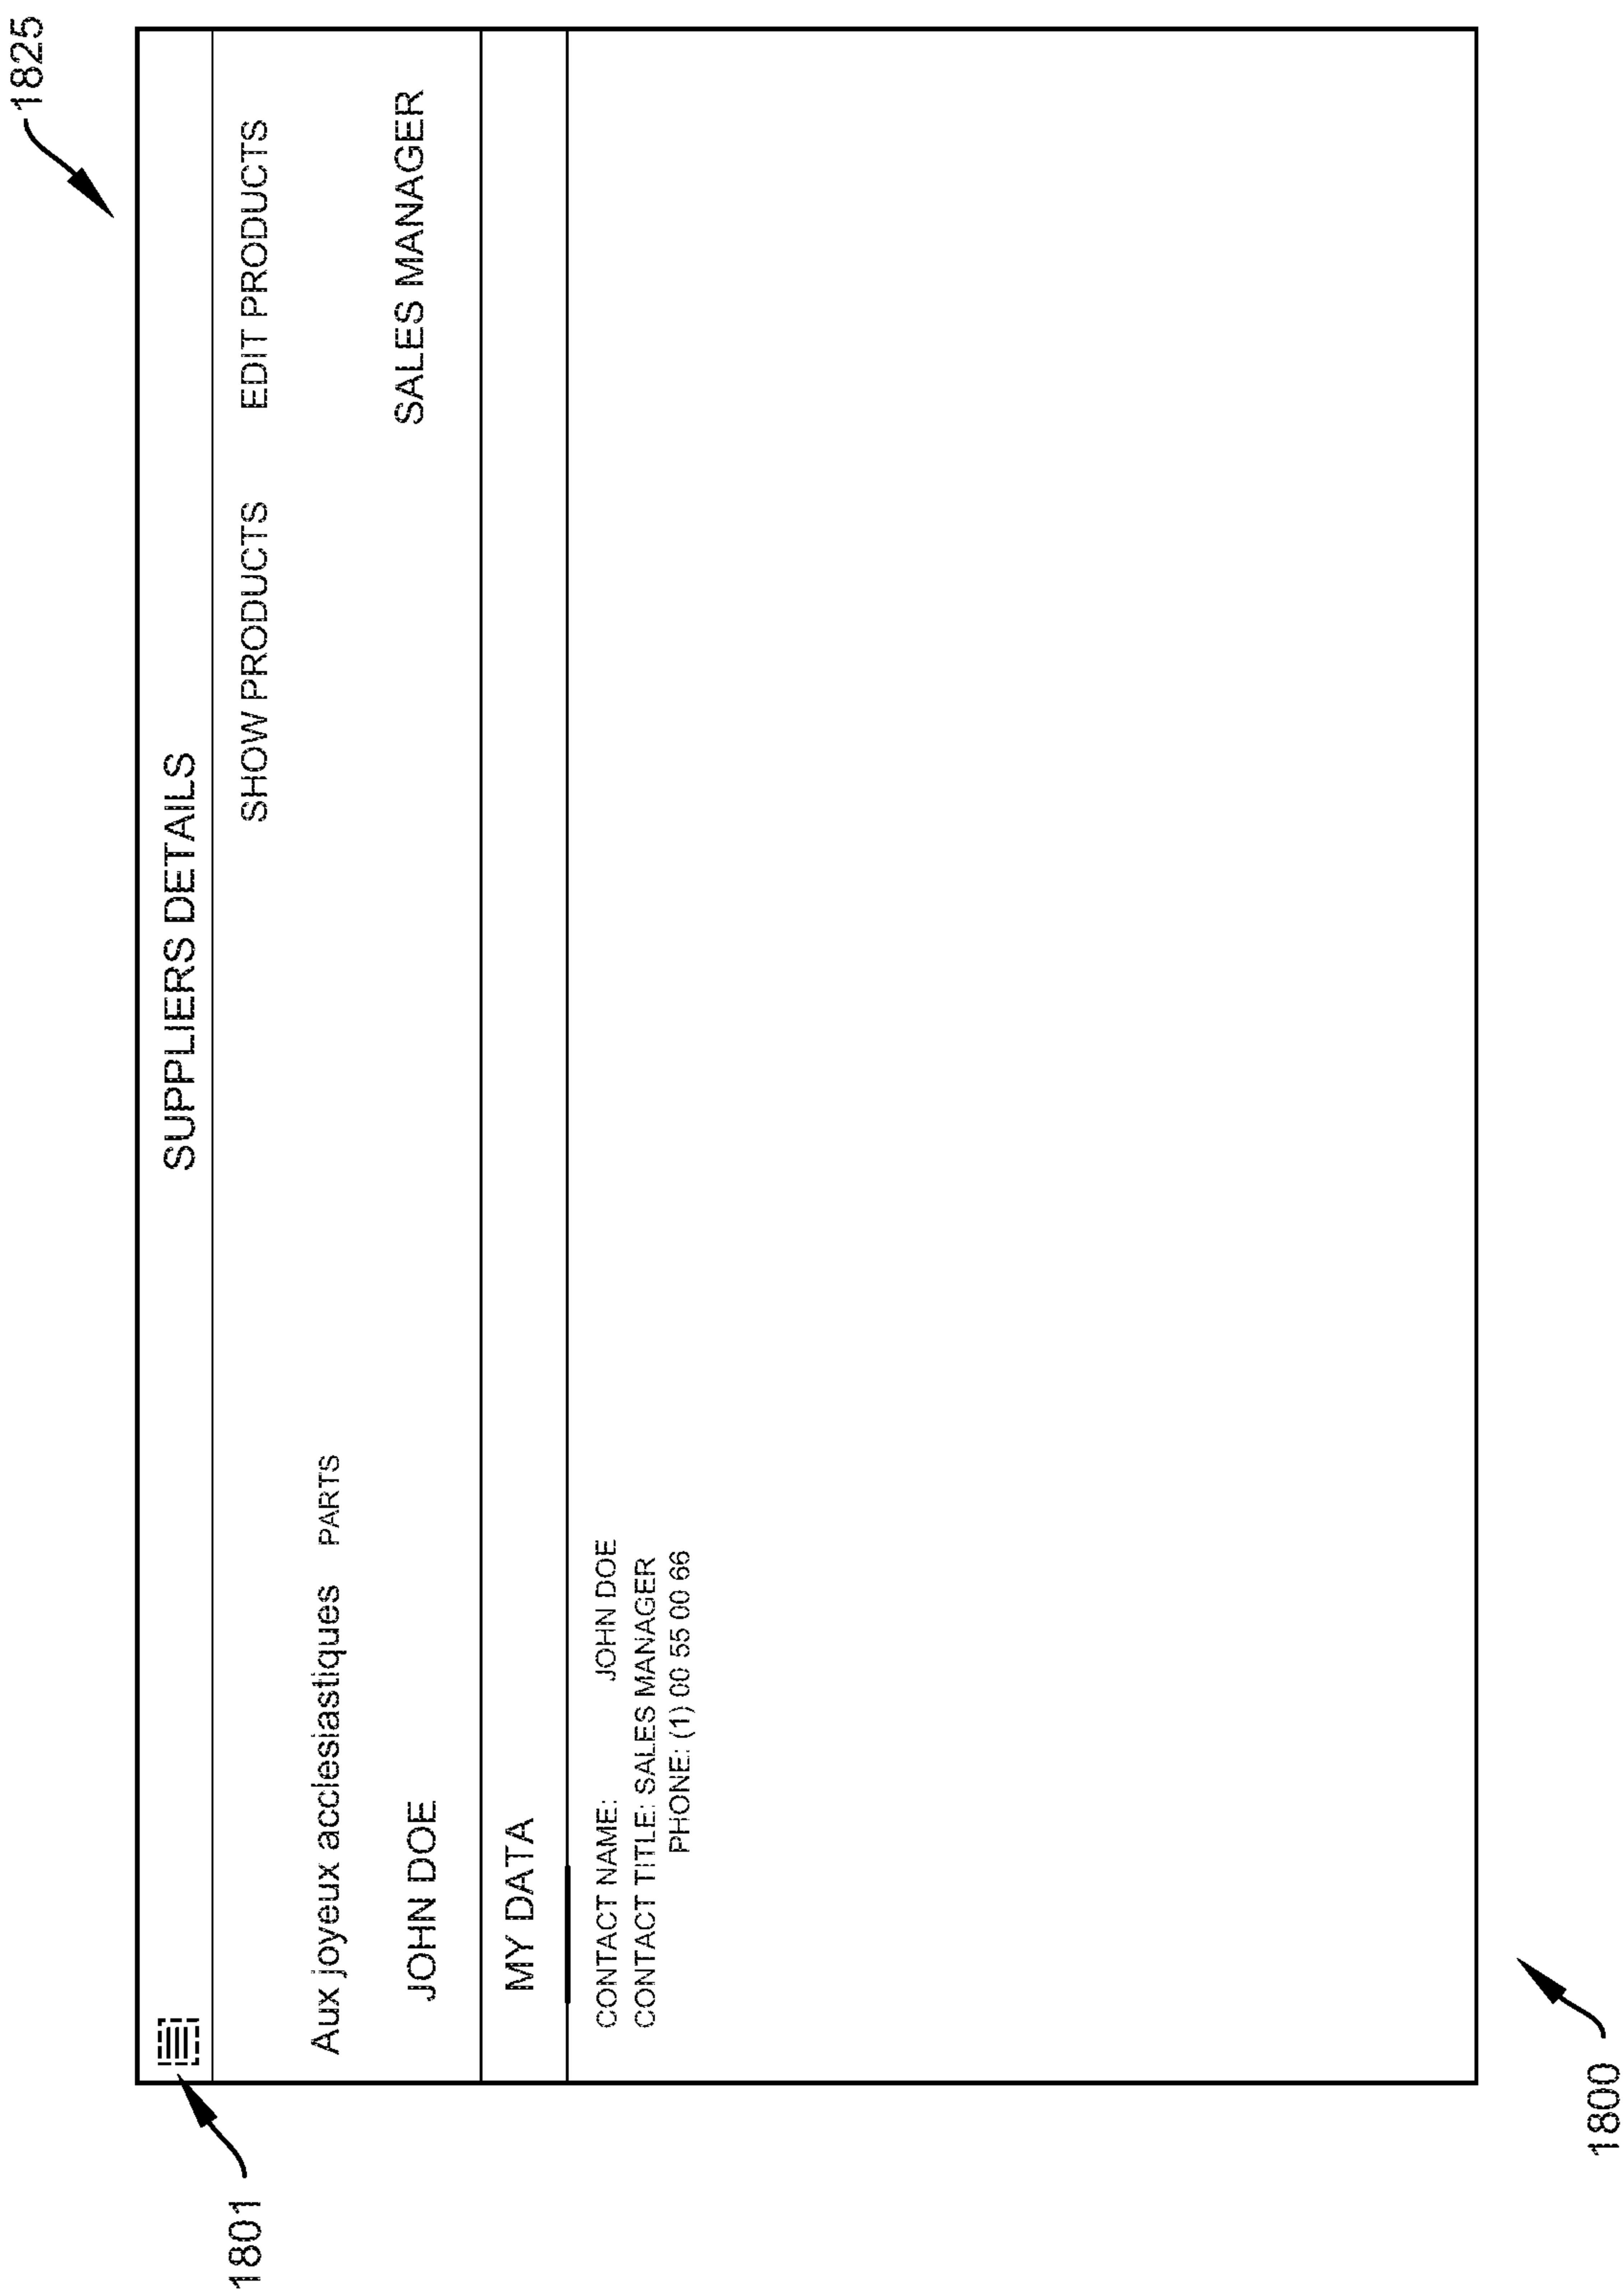 1825
SUPPLIERS DETAILS
1801
SHOW PRODUCTS EDIT PRODUCTS
Aux joyeux acclesiastiques PARTS
JOHN DOE SALES MANAGER
MY DATA
CONTACT NAME: JOHN DOE
CONTACT TITLE: SALES MANAGER
PHONE: (1) 00 55 00 66
1800